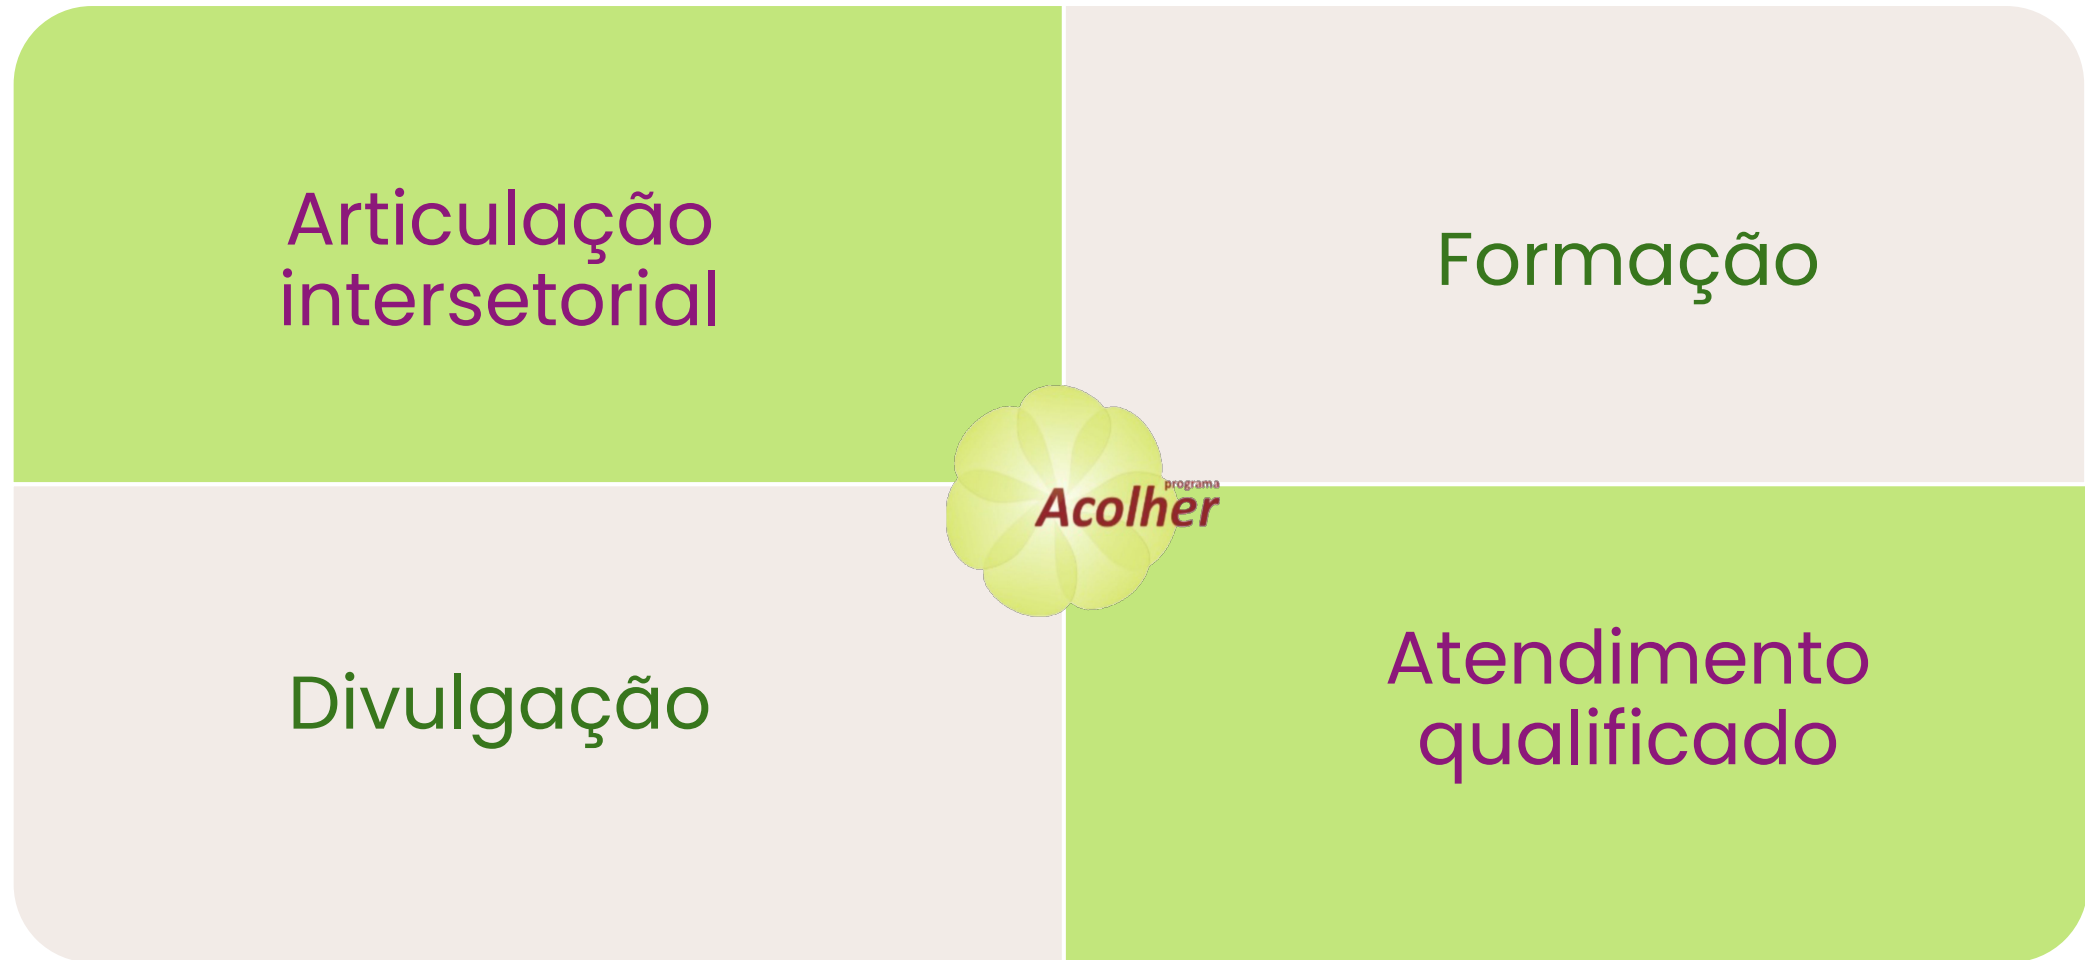 Articulação
intersetorial
Formação
programa
Acolher
Divulgação
Atendimento
qualificado